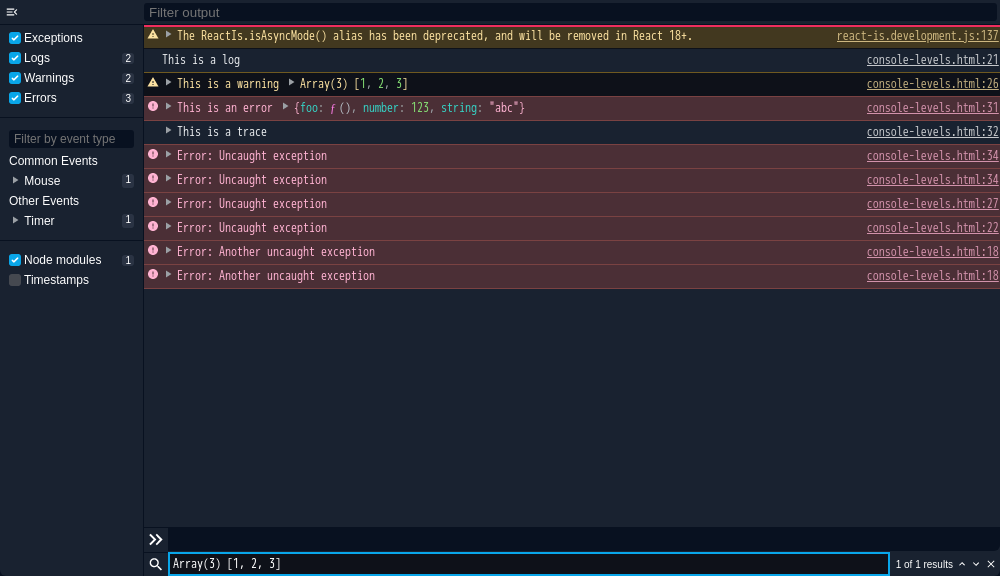 Filter output
Exceptions
Logs 2
Warnings 2
Errors 3
Filter by event type
Common Events
Mouse 1
Other Events
Timer 1
Node modules 1
Timestamps
The ReactIs.isAsyncMode() alias has been deprecated, and will be removed in React 18+. react-is.development.js:137
This is a log console-levels.html:21
This is a warning Array(3) [1, 2, 3] console-levels.html:26
This is an error {foo: ƒ (), number: 123, string: "abc"} console-levels.html:31
This is a trace console-levels.html:32
Error: Uncaught exception console-levels.html:34
Error: Uncaught exception console-levels.html:34
Error: Uncaught exception console-levels.html:27
Error: Uncaught exception console-levels.html:22
Error: Another uncaught exception console-levels.html:18
Error: Another uncaught exception console-levels.html:18
Array(3) [1, 2, 3] 1 of 1 results